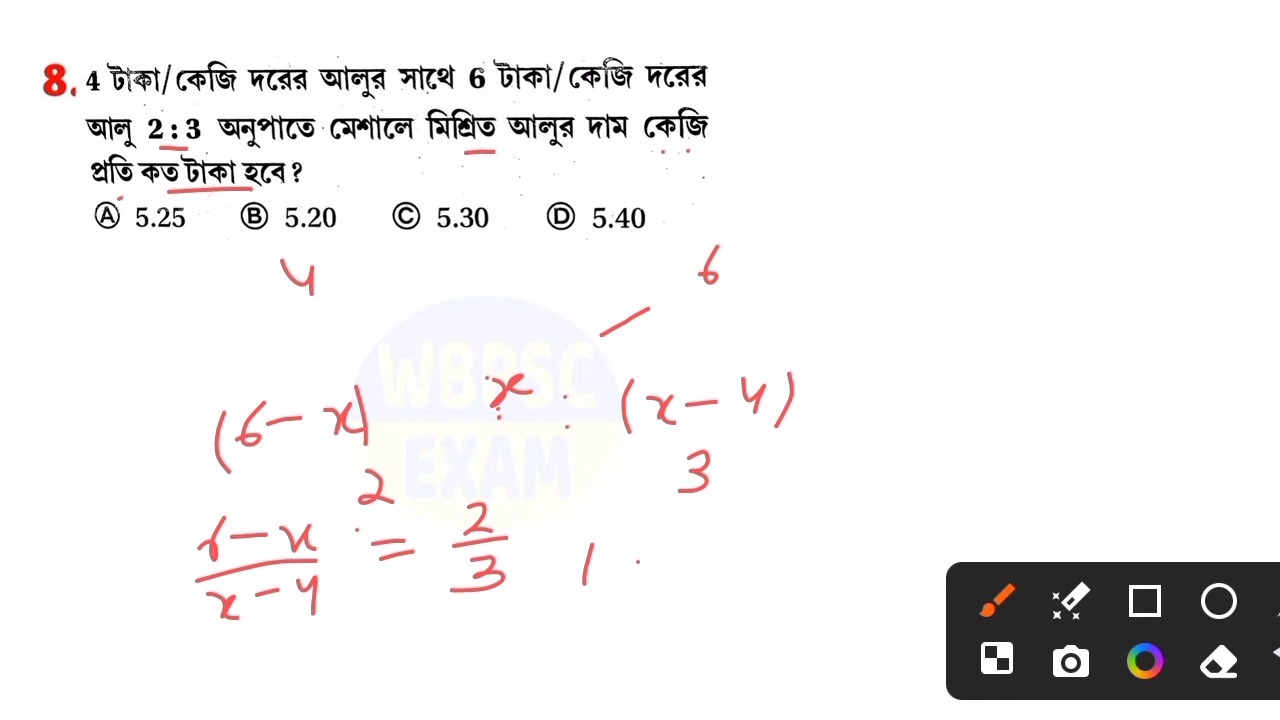 8. 4 টাকা/কেজি দরের আলুর সাথে 6 টাকা/কেজি দরের
আলু 2 : 3 অনুপাতে মেশালে মিশ্রিত আলুর দাম কেজি
প্রতি কত টাকা হবে?
Ⓐ 5.25 Ⓑ 5.20 Ⓒ 5.30 Ⓓ 5.40
4 6
WBPSC
EXAM
(6 - x) x : (x - 4)
2 3
6 - x / x - 4 = 2 / 3